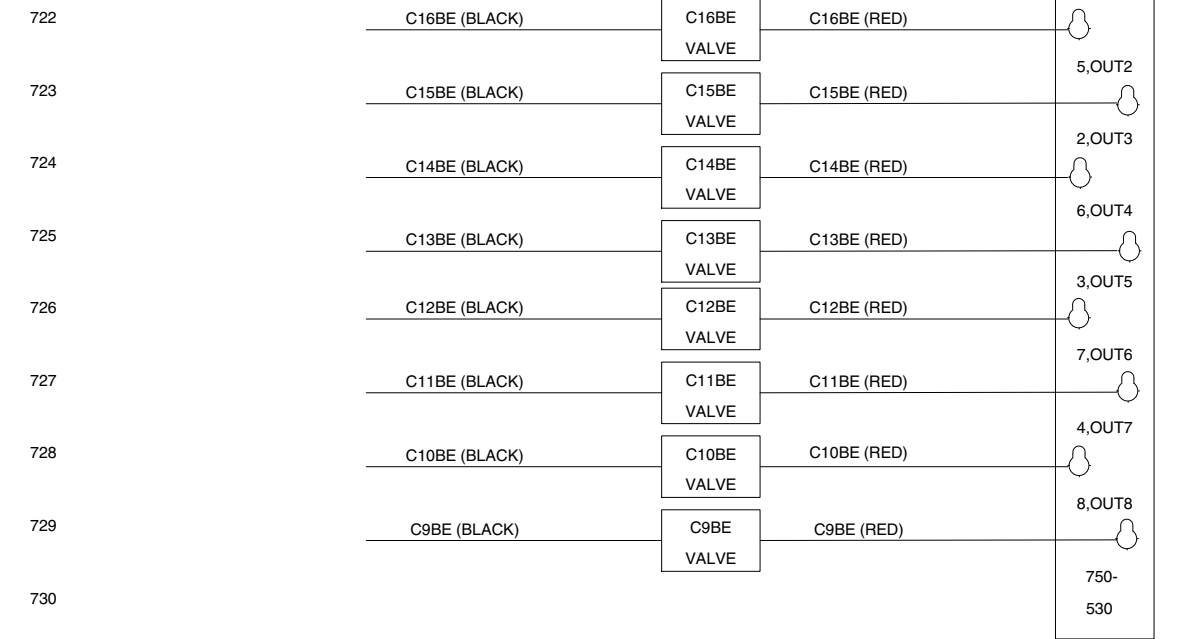 722 C16BE (BLACK) C16BE C16BE (RED)
VALVE
5,OUT2
723 C15BE (BLACK) C15BE C15BE (RED)
VALVE
2,OUT3
724 C14BE (BLACK) C14BE C14BE (RED)
VALVE
6,OUT4
725 C13BE (BLACK) C13BE C13BE (RED)
VALVE
3,OUT5
726 C12BE (BLACK) C12BE C12BE (RED)
VALVE
7,OUT6
727 C11BE (BLACK) C11BE C11BE (RED)
VALVE
4,OUT7
728 C10BE (BLACK) C10BE C10BE (RED)
VALVE
8,OUT8
729 C9BE (BLACK) C9BE C9BE (RED)
VALVE
750-
730
530